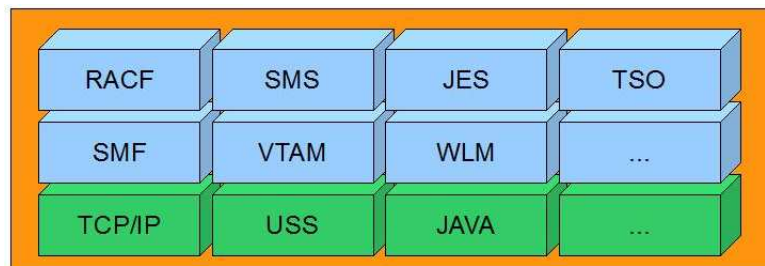 RACF SMS JES TSO
SMF VTAM WLM ...
TCP/IP USS JAVA ...